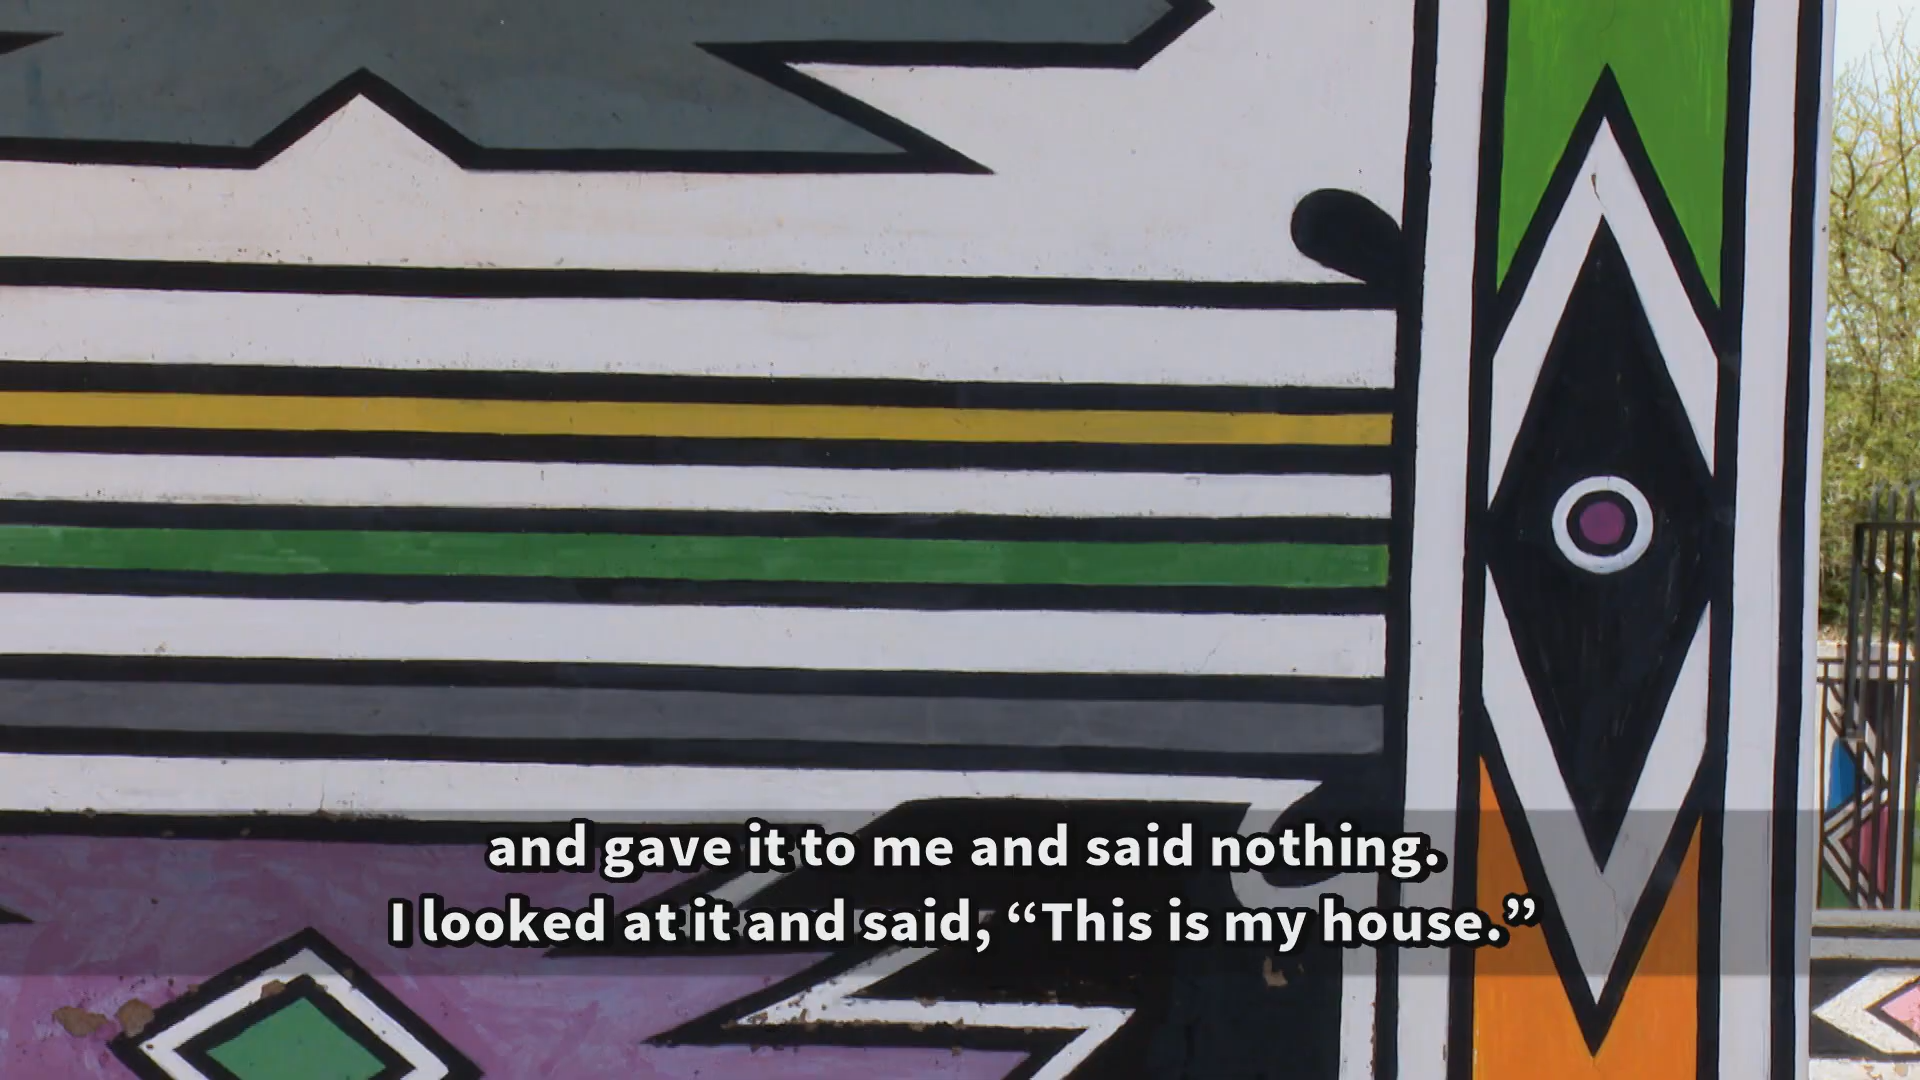 and gave it to me and said nothing.
I looked at it and said, “This is my house.”